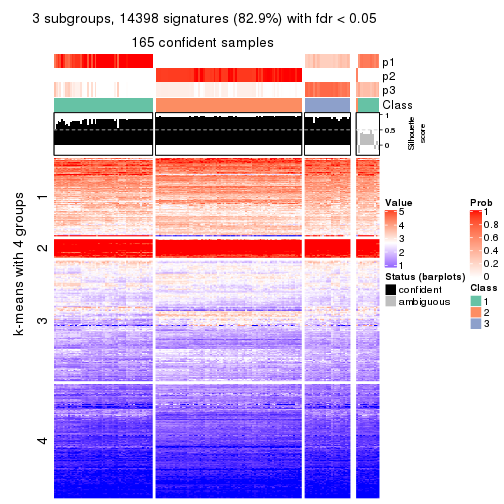 3 subgroups, 14398 signatures (82.9%) with fdr < 0.05
165 confident samples
p1
p2
p3
Class
1
0.5
0
Silhouette
score
k-means with 4 groups
1
2
3
4
Value
5
4
3
2
1
Status (barplots)
confident
ambiguous
Prob
1
0.8
0.6
0.4
0.2
0
Class
1
2
3